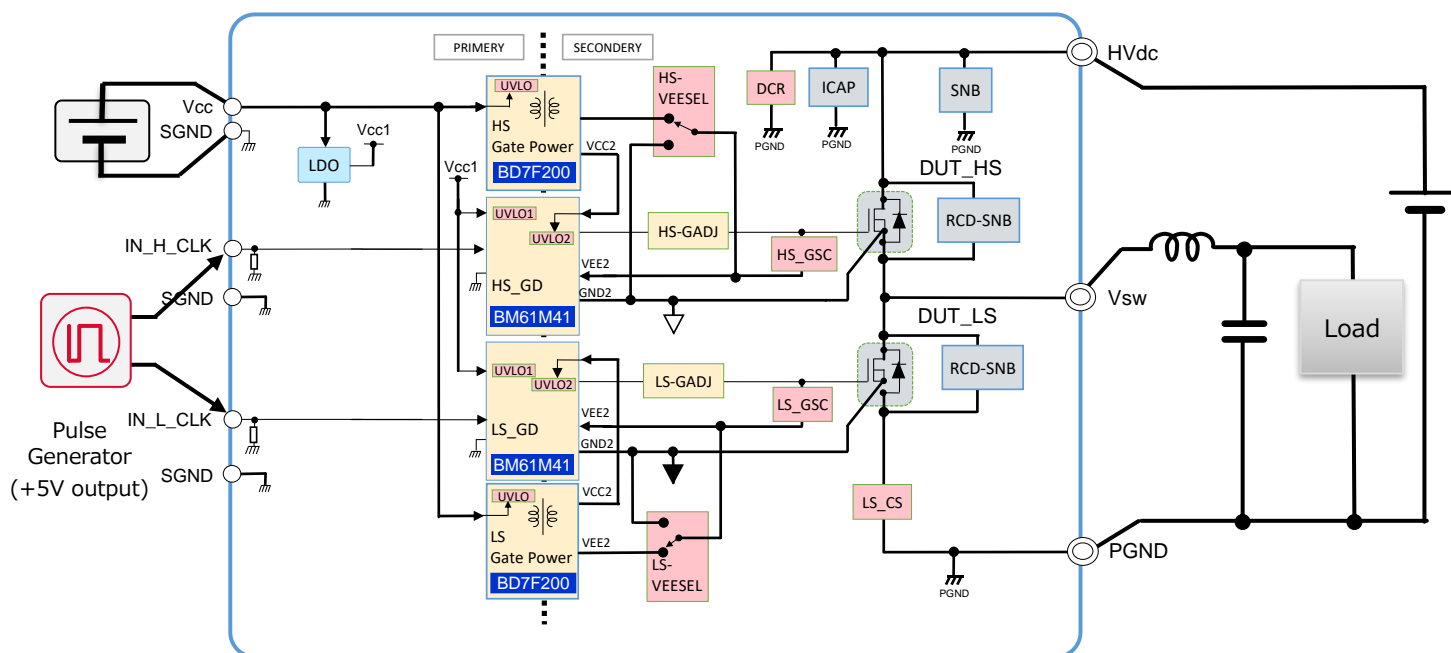 PRIMERY
SECONDERY
HVdc
Vcc
SGND
UVLO
HS
Gate Power
BD7F200
VCC2
HS-
VEESEL
DCR
PGND
ICAP
PGND
SNB
PGND
LDO
Vcc1
Vcc1
DUT_HS
RCD-SNB
IN_H_CLK
SGND
UVLO1
UVLO2
HS_GD
BM61M41
HS-GADJ
HS_GSC
VEE2
GND2
Vsw
Load
DUT_LS
RCD-SNB
Pulse
Generator
(+5V output)
IN_L_CLK
SGND
UVLO1
UVLO2
LS_GD
BM61M41
LS-GADJ
LS_GSC
VEE2
GND2
UVLO
LS
Gate Power
BD7F200
VCC2
VEE2
LS-
VEESEL
LS_CS
PGND
PGND